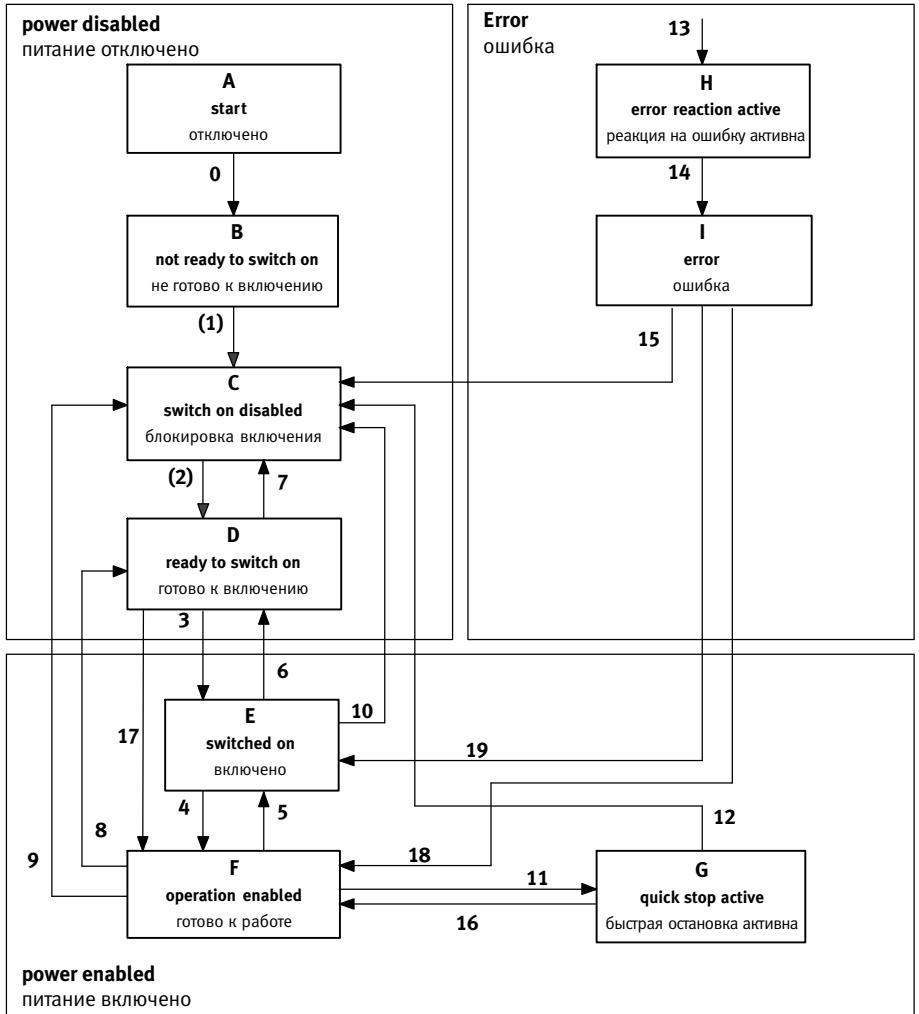 power disabled
питание отключено
A
start
отключено
0
B
not ready to switch on
не готово к включению
(1)
C
switch on disabled
блокировка включения
(2)
7
D
ready to switch on
готово к включению
3
Error
ошибка
13
H
error reaction active
реакция на ошибку активна
14
I
error
ошибка
15
6
E
switched on
включено
10
17
19
4
5
8
9
18
12
F
operation enabled
готово к работе
11
16
G
quick stop active
быстрая остановка активна
power enabled
питание включено